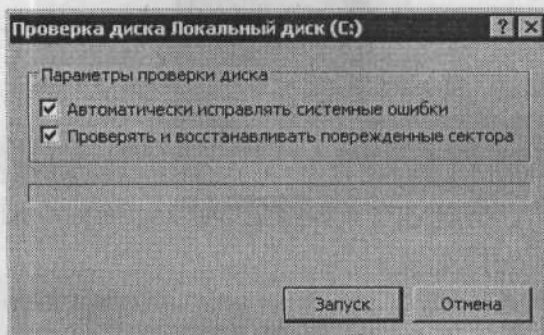 Проверка диска Локальный диск (C:)
Параметры проверки диска
Автоматически исправлять системные ошибки
Проверять и восстанавливать поврежденные сектора
Запуск
Отмена